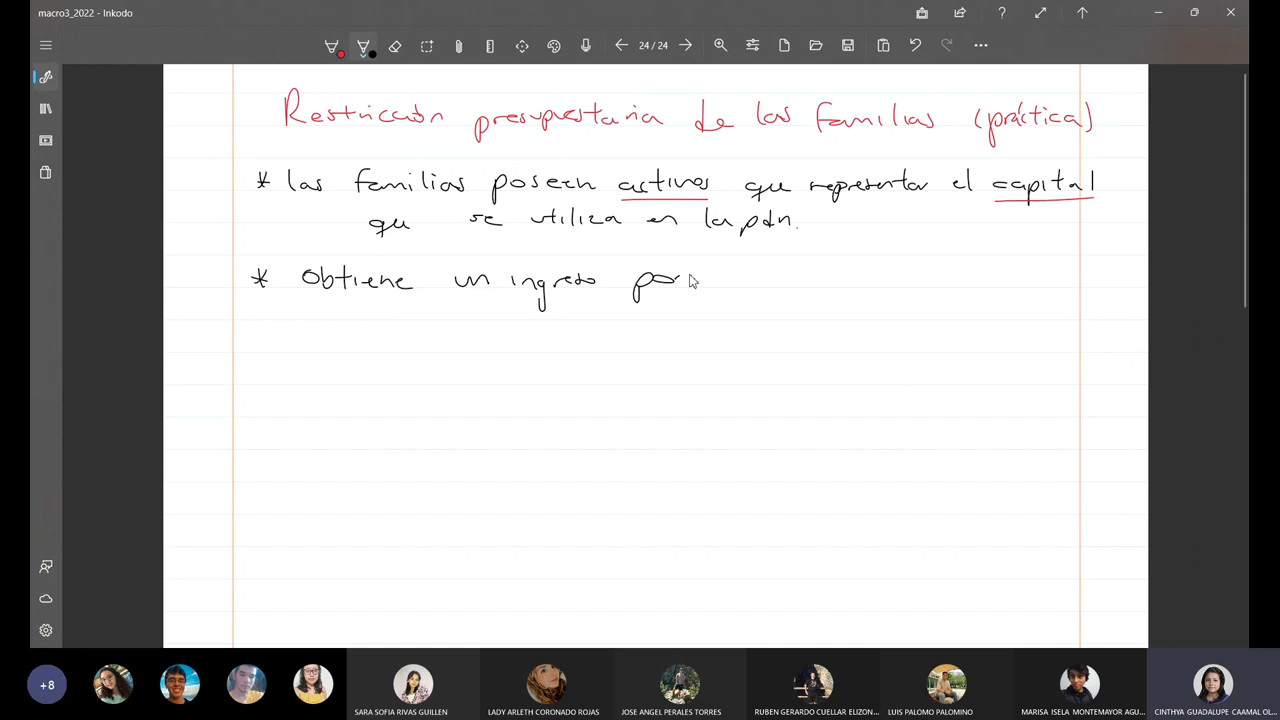 macro3_2022 - Inkodo
24 / 24
Restricción presupuestaria de las familias (práctica)
* las familias poseen activos que representan el capital
que se utiliza en la pdn.
* Obtiene un ingreso por
+8
SARA SOFIA RIVAS GUILLEN
LADY ARLETH CORONADO ROJAS
JOSE ANGEL PERALES TORRES
RUBEN GERARDO CUELLAR ELIZON...
LUIS PALOMO PALOMINO
MARISA ISELA MONTEMAYOR AGU...
CINTHYA GUADALUPE CAAMAL OL...